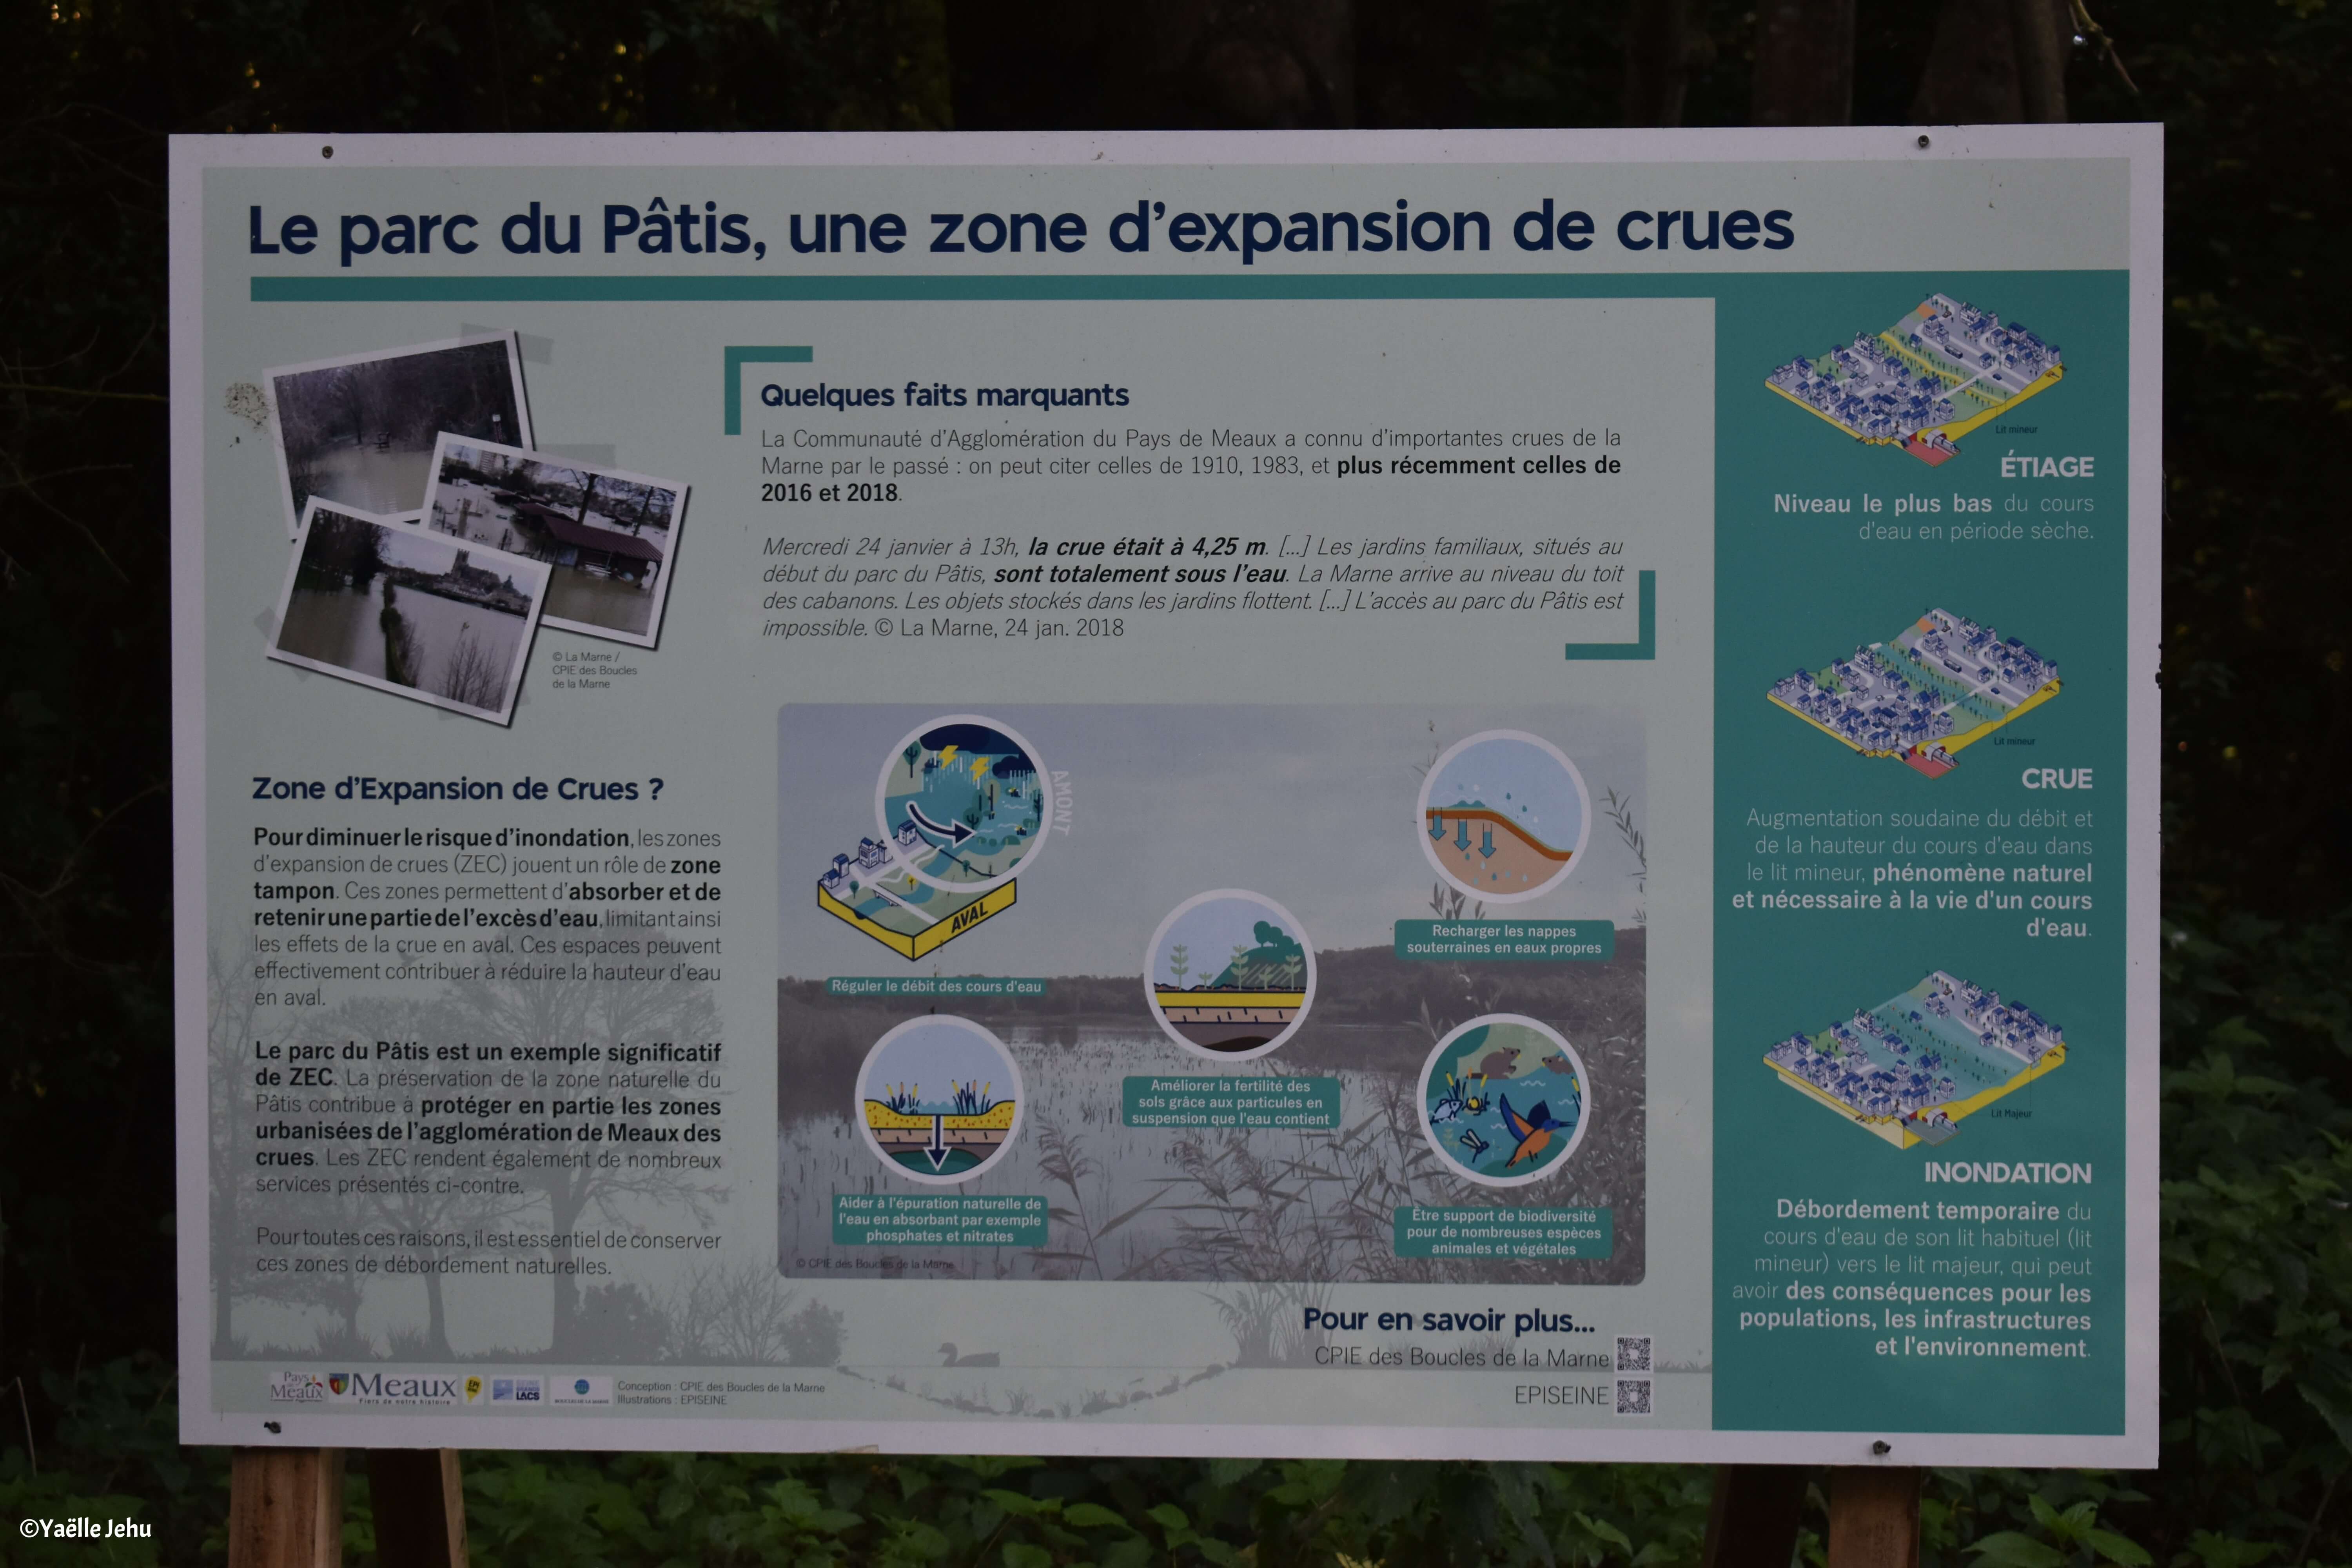 Le parc du Pâtis, une zone d'expansion de crues
© La Marne /
CPIE des Boucles
de la Marne
Quelques faits marquants
La Communauté d'Agglomération du Pays de Meaux a connu d'importantes crues de la
Marne par le passé : on peut citer celles de 1910, 1983, et plus récemment celles de
2016 et 2018.
Mercredi 24 janvier à 13h, la crue était à 4,25 m. [...] Les jardins familiaux, situés au
début du parc du Pâtis, sont totalement sous l'eau. La Marne arrive au niveau du toit
des cabanons. Les objets stockés dans les jardins flottent. [...] L'accès au parc du Pâtis est
impossible. © La Marne, 24 jan. 2018
Zone d'Expansion de Crues ?
Pour diminuer le risque d'inondation, les zones
d'expansion de crues (ZEC) jouent un rôle de zone
tampon. Ces zones permettent d'absorber et de
retenir une partie de l'excès d'eau, limitant ainsi
les effets de la crue en aval. Ces espaces peuvent
effectivement contribuer à réduire la hauteur d'eau
en aval.
Le parc du Pâtis est un exemple significatif
de ZEC. La préservation de la zone naturelle du
Pâtis contribue à protéger en partie les zones
urbanisées de l'agglomération de Meaux des
crues. Les ZEC rendent également de nombreux
services présentés ci-contre.
Pour toutes ces raisons, il est essentiel de conserver
ces zones de débordement naturelles.
AMONT
AVAL
Réguler le débit des cours d'eau
Recharger les nappes
souterraines en eaux propres
Améliorer la fertilité des
sols grâce aux particules en
suspension que l'eau contient
Aider à l'épuration naturelle de
l'eau en absorbant par exemple
phosphates et nitrates
Être support de biodiversité
pour de nombreuses espèces
animales et végétales
© CPIE des Boucles de la Marne
Pour en savoir plus...
CPIE des Boucles de la Marne
EPISEINE
Pays
Meaux
Meaux
Fiers de notre histoire
LACS
BOUCLES DE LA MARNE
Conception : CPIE des Boucles de la Marne
Illustrations : EPISEINE
Lit mineur
ÉTIAGE
Niveau le plus bas du cours
d'eau en période sèche.
Lit mineur
CRUE
Augmentation soudaine du débit et
de la hauteur du cours d'eau dans
le lit mineur, phénomène naturel
et nécessaire à la vie d'un cours
d'eau.
Lit Majeur
INONDATION
Débordement temporaire du
cours d'eau de son lit habituel (lit
mineur) vers le lit majeur, qui peut
avoir des conséquences pour les
populations, les infrastructures
et l'environnement.
©Yaëlle Jehu